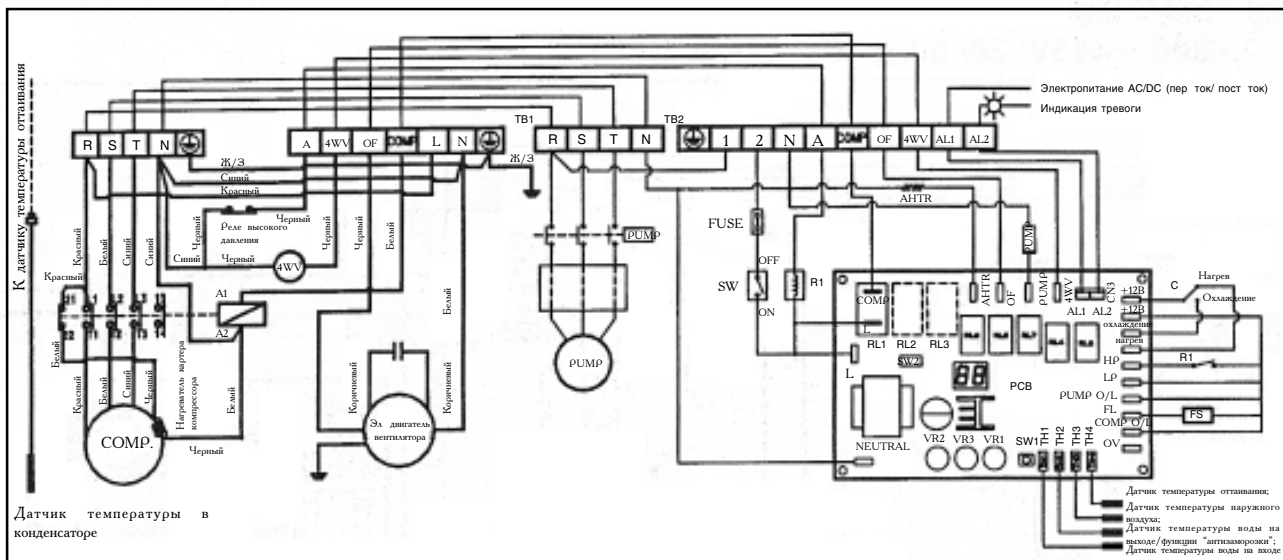 К датчику температуры оттаивания
Электропитание AC/DC (пер ток/ пост ток)
Индикация тревоги
TB1
TB2
R S T N
A 4WV OF COMP L N
R S T N
1 2 N A COMP OF 4WV AL1 AL2
Ж/З
Синий
Красный
Ж/З
Черный
Реле высокого
давления
Черный
Черный
Черный
Белый
Красный
Белый
Синий
Синий
Синий
Черный
4WV
Красный
21
22
A1
A2
Белый
Красный
Белый
Синий
Черный
Нагреватель картера
компрессора
Белый
Черный
COMP.
Белый
Коричневый
Коричневый
Эл двигатель
вентилятора
PUMP
PUMP
AHTR
FUSE
OFF
SW
ON
R1
PUMP
COMP
L
RL1
RL2
RL3
SW2
AHTR
OF
PUMP
4WV
AL1
AL2
CN3
L
NEUTRAL
PCB
VR2
VR3
VR1
SW1
TH1
TH2
TH3
TH4
+12В
+12В
охлаждение
нагрев
HP
LP
PUMP O/L
FL
COMP O/L
OV
C
Нагрев
Охлаждение
R1
FS
Датчик температуры оттаивания;
Датчик температуры наружного
воздуха;
Датчик температуры воды на
выходе/функции "антизаморозки";
Датчик температуры воды на входе
Датчик температуры в
конденсаторе